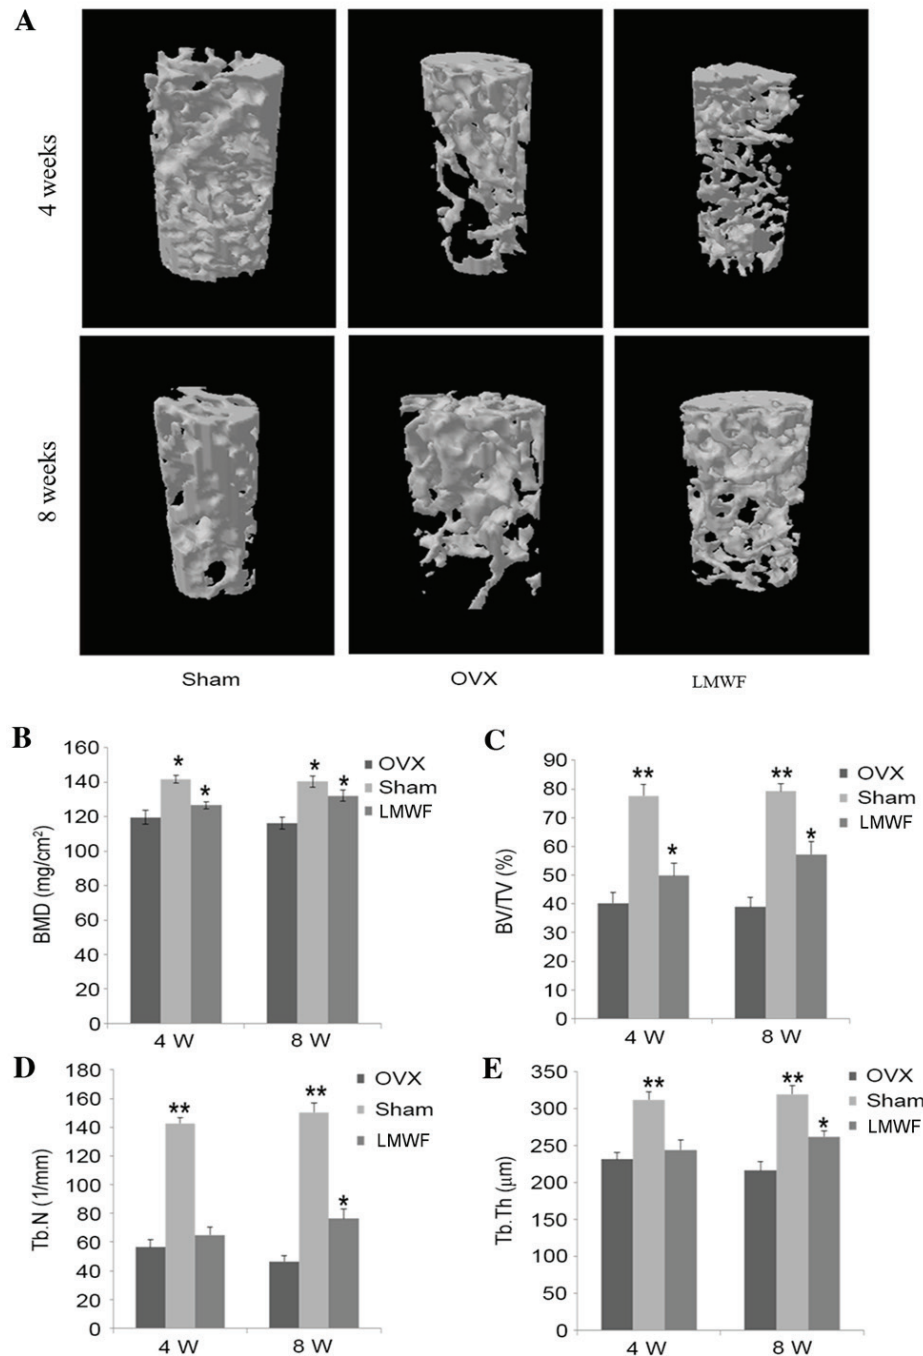 A
4 weeks
8 weeks
Sham OVX LMWF
B
BMD (mg/cm²)
160
140
120
100
80
60
40
20
0
* * * *
4 W 8 W
OVX
Sham
LMWF
C
BV/TV (%)
90
80
70
60
50
40
30
20
10
0
** * ** *
4 W 8 W
OVX
Sham
LMWF
D
Tb.N (1/mm)
180
160
140
120
100
80
60
40
20
0
** ** *
4 W 8 W
OVX
Sham
LMWF
E
Tb.Th (μm)
350
300
250
200
150
100
50
0
** ** *
4 W 8 W
OVX
Sham
LMWF